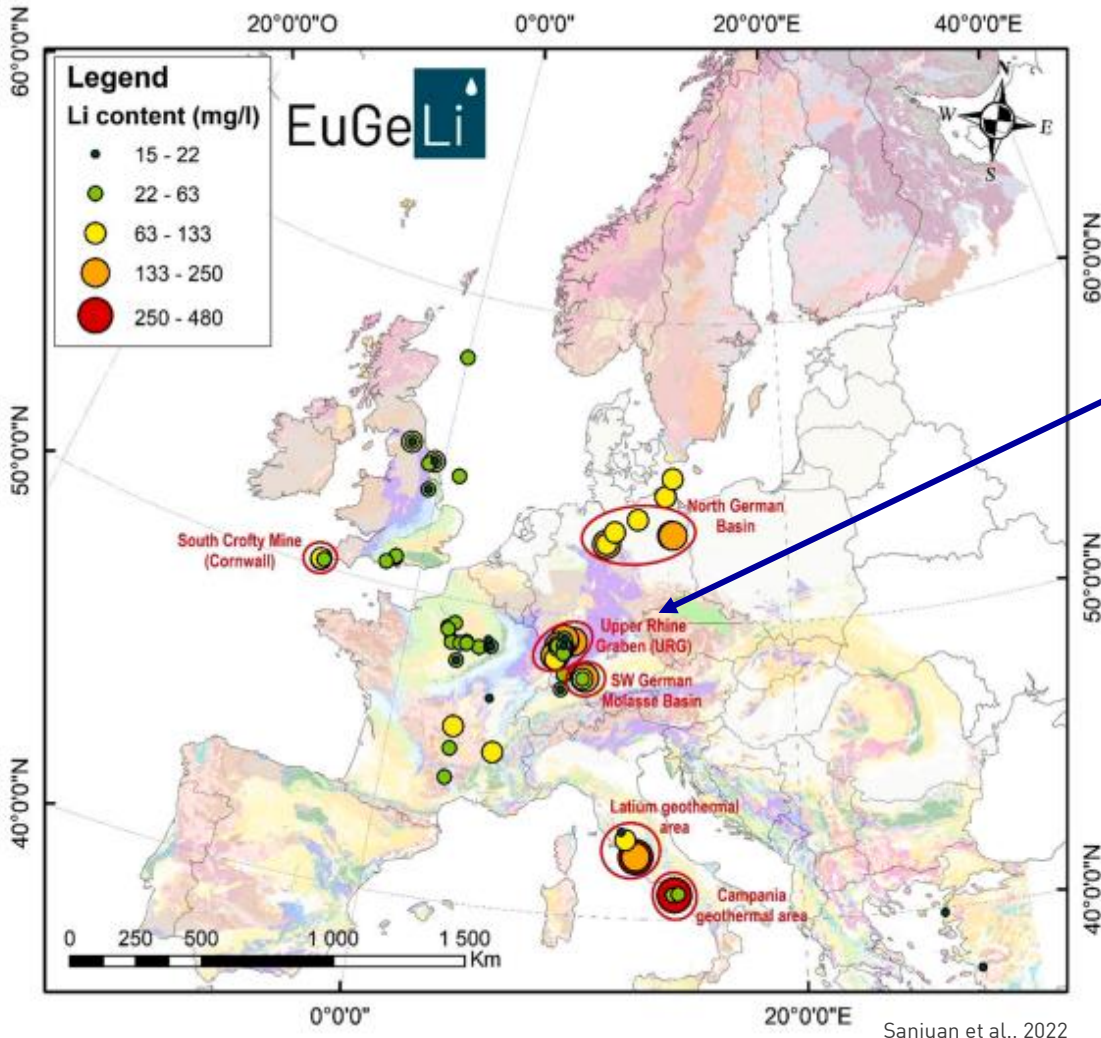 20°0'0"W
0°0'0"
20°0'0"E
40°0'0"E
60°0'0"N
50°0'0"N
40°0'0"N
Legend
Li content (mg/l)
15 - 22
22 - 63
63 - 133
133 - 250
250 - 480
EuGeLi
N
W
E
S
60°0'0"N
50°0'0"N
40°0'0"N
North German
Basin
South Crofty Mine
(Cornwall)
Upper Rhine
Graben (URG)
SW German
Molasse Basin
Latium geothermal
area
Campania
geothermal area
0 250 500 1 000 1 500
Km
0°0'0"
20°0'0"E
Sanjuan et al., 2022